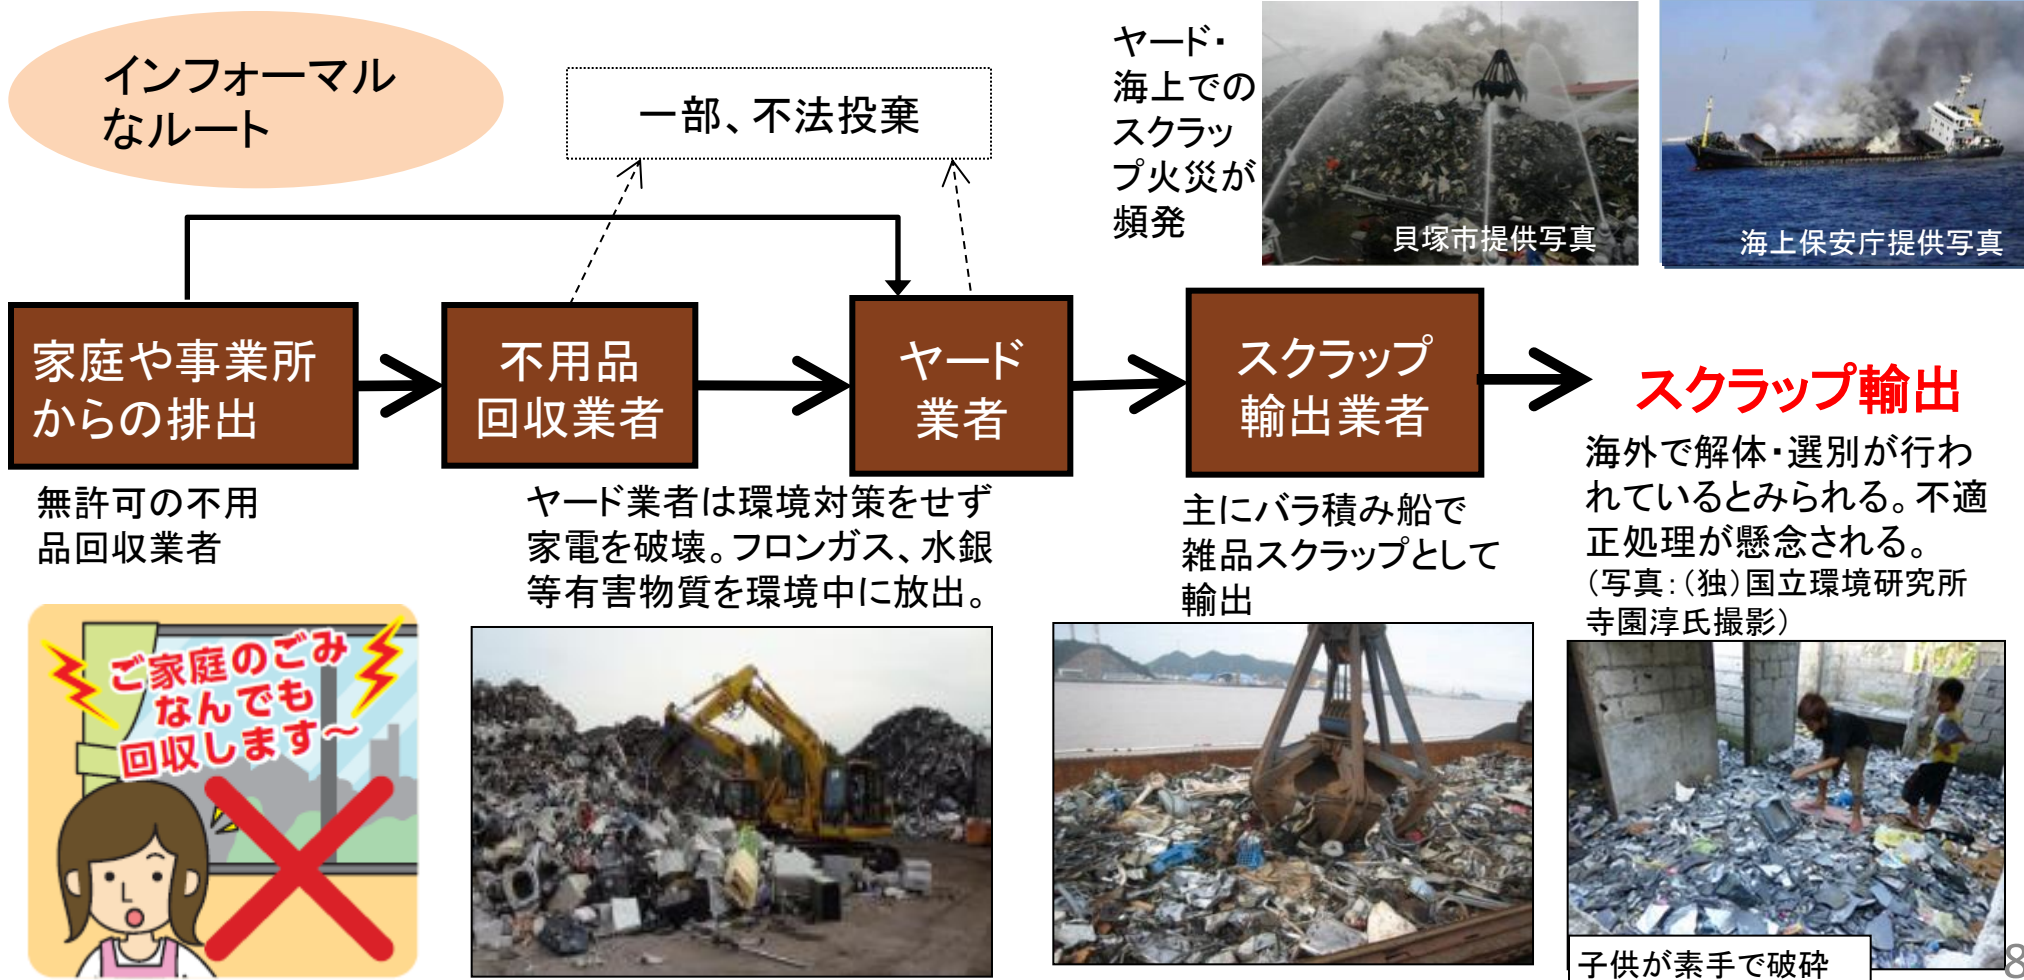 インフォーマル
なルート
一部、不法投棄
ヤード・
海上での
スクラッ
プ火災が
頻発
貝塚市提供写真
海上保安庁提供写真
家庭や事業所
からの排出
不用品
回収業者
ヤード
業者
スクラップ
輸出業者
スクラップ輸出
無許可の不用
品回収業者
ヤード業者は環境対策をせず
家電を破壊。フロンガス、水銀
等有害物質を環境中に放出。
主にバラ積み船で
雑品スクラップとして
輸出
海外で解体・選別が行わ
れているとみられる。不適
正処理が懸念される。
（写真：（独）国立環境研究所
寺園淳氏撮影）
ご家庭のごみ
なんでも
回収します～
子供が素手で破砕
8